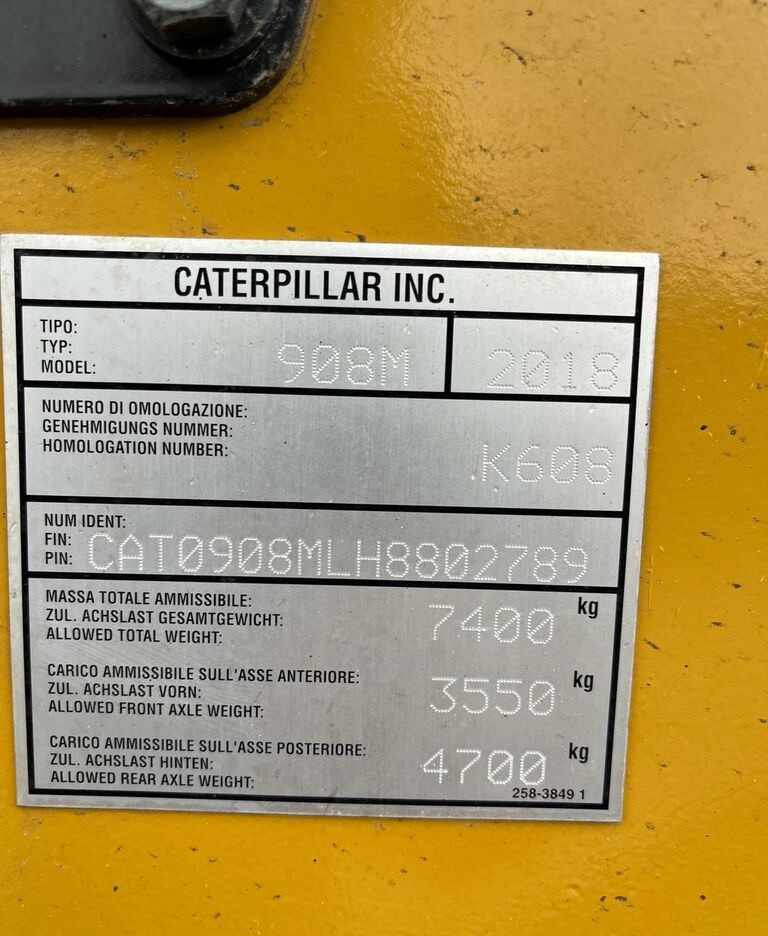 CATERPILLAR INC.
TIPO:
TYP:
MODEL: 908M 2018
NUMERO DI OMOLOGAZIONE:
GENEHMIGUNGS NUMMER:
HOMOLOGATION NUMBER: K608
NUM IDENT:
FIN:
PIN: CAT0908MLH8802789
MASSA TOTALE AMMISSIBILE:
ZUL. ACHSLAST GESAMTGEWICHT: 7400 kg
ALLOWED TOTAL WEIGHT:
CARICO AMMISSIBILE SULL'ASSE ANTERIORE:
ZUL. ACHSLAST VORN: 3550 kg
ALLOWED FRONT AXLE WEIGHT:
CARICO AMMISSIBILE SULL'ASSE POSTERIORE:
ZUL. ACHSLAST HINTEN: 4700 kg
ALLOWED REAR AXLE WEIGHT:
258-3849 1